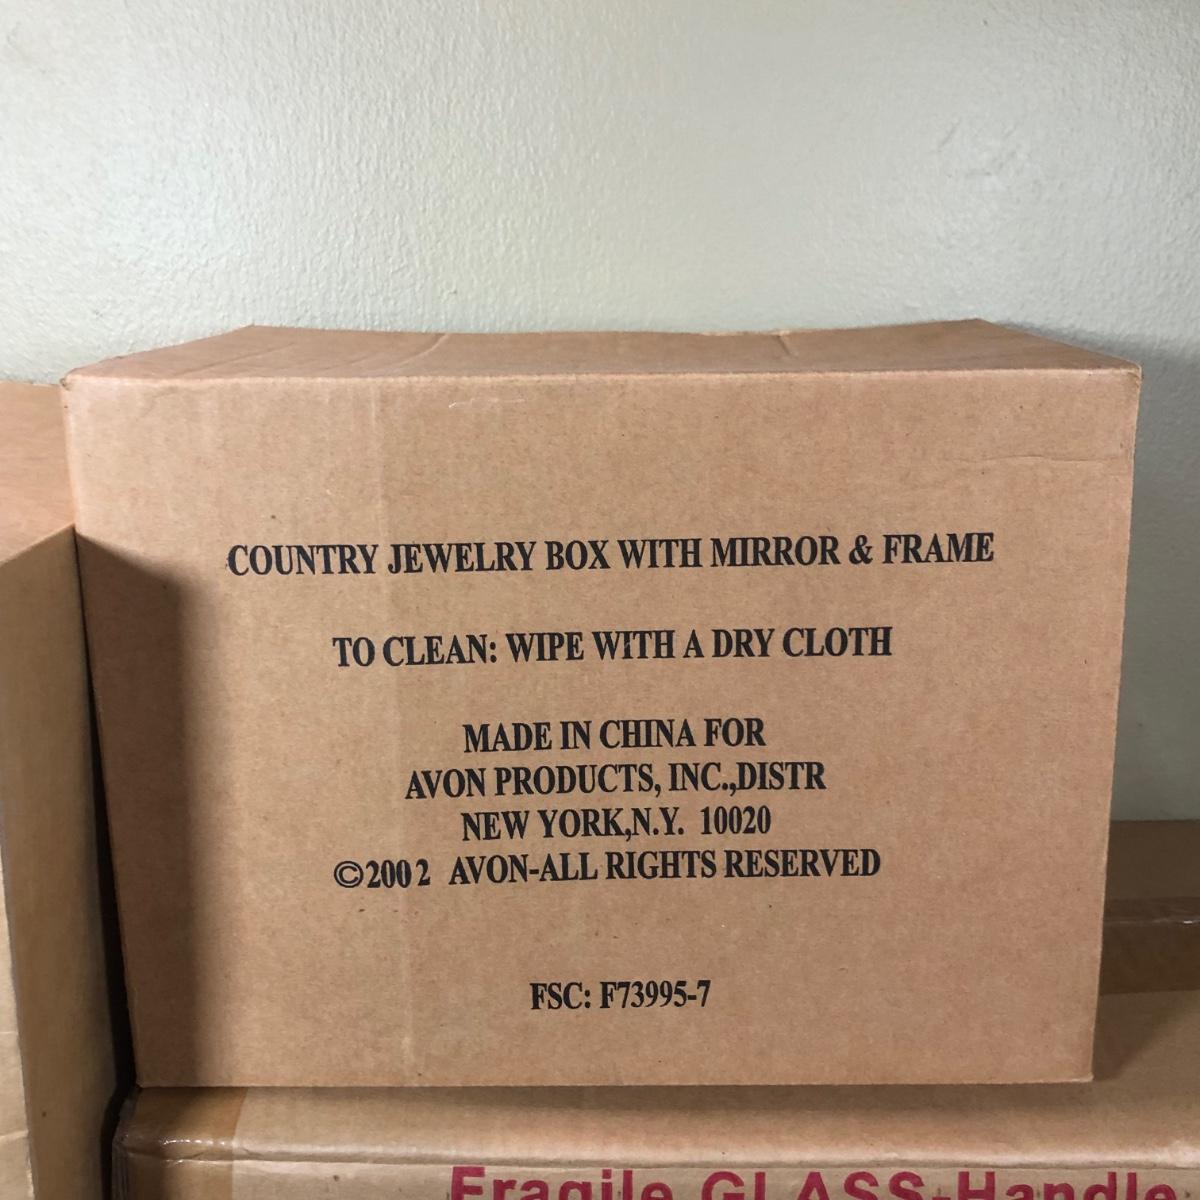 COUNTRY JEWELRY BOX WITH MIRROR & FRAME
TO CLEAN: WIPE WITH A DRY CLOTH
MADE IN CHINA FOR
AVON PRODUCTS, INC.,DISTR
NEW YORK,N.Y. 10020
©2002 AVON-ALL RIGHTS RESERVED
FSC: F73995-7
Fragile GLASS-Handle